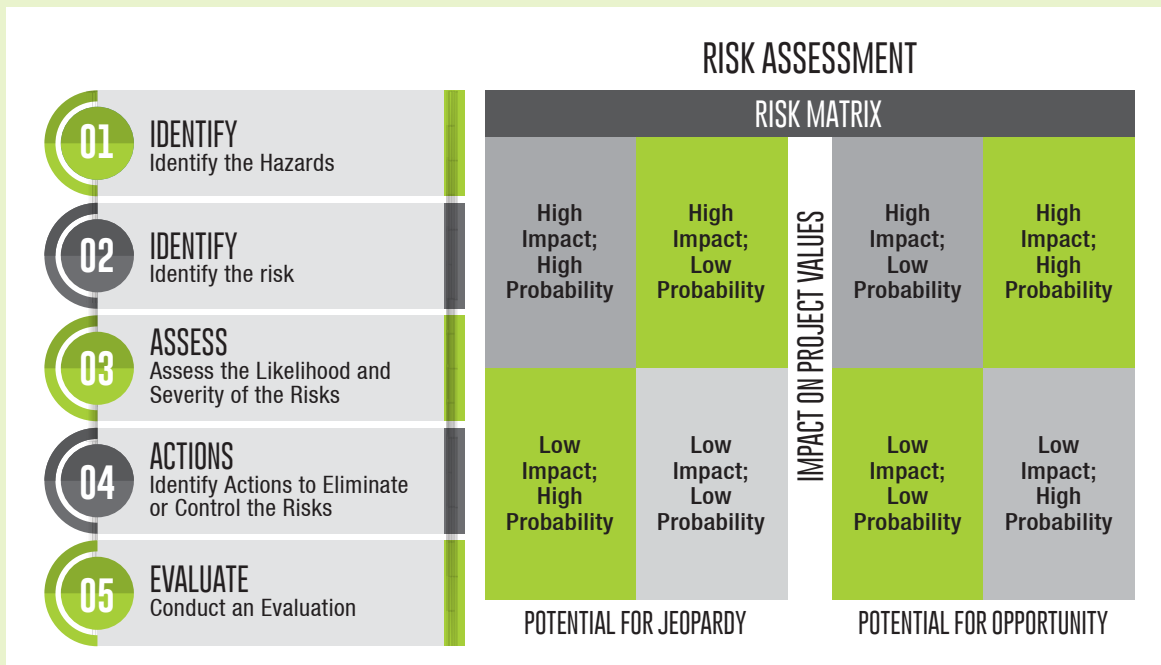 RISK ASSESSMENT
01
IDENTIFY
Identify the Hazards
02
IDENTIFY
Identify the risk
03
ASSESS
Assess the Likelihood and
Severity of the Risks
04
ACTIONS
Identify Actions to Eliminate
or Control the Risks
05
EVALUATE
Conduct an Evaluation
RISK MATRIX
High
Impact;
High
Probability
High
Impact;
Low
Probability
Low
Impact;
High
Probability
Low
Impact;
Low
Probability
POTENTIAL FOR JEOPARDY
IMPACT ON PROJECT VALUES
High
Impact;
Low
Probability
High
Impact;
High
Probability
Low
Impact;
Low
Probability
Low
Impact;
High
Probability
POTENTIAL FOR OPPORTUNITY